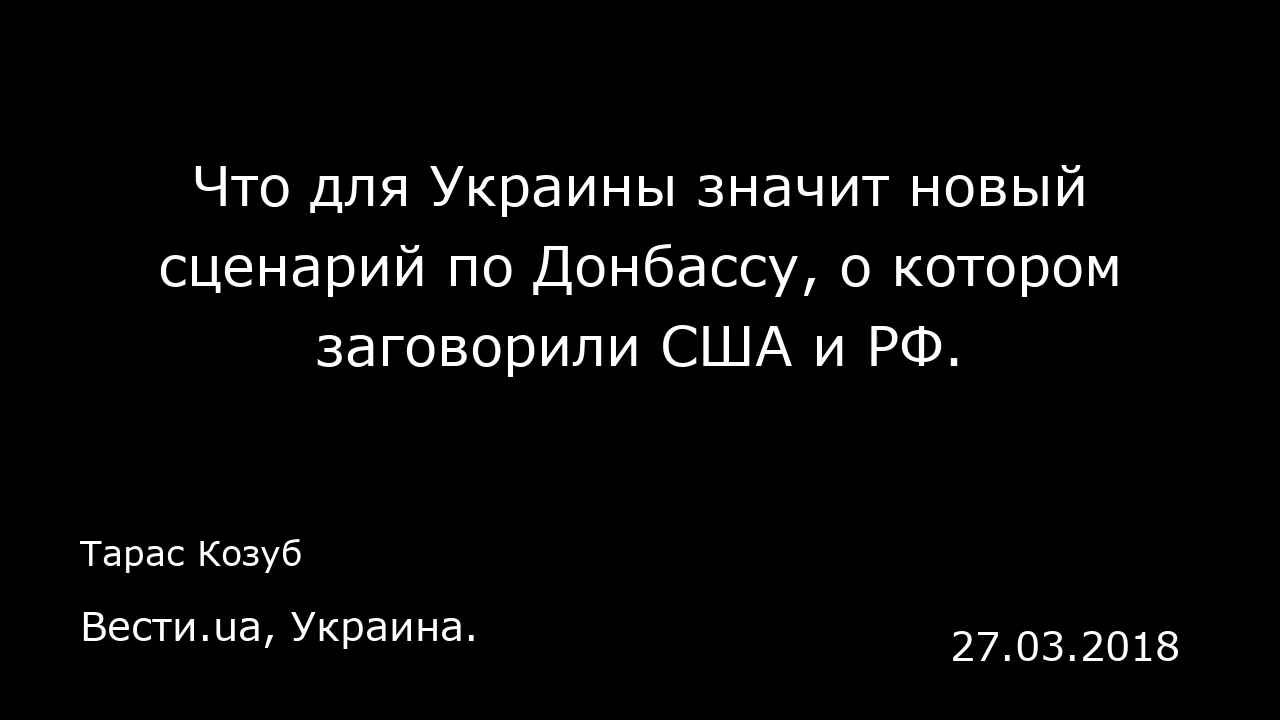 Что для Украины значит новый
сценарий по Донбассу, о котором
заговорили США и РФ.
Тарас Козуб
Вести.ua, Украина.
27.03.2018